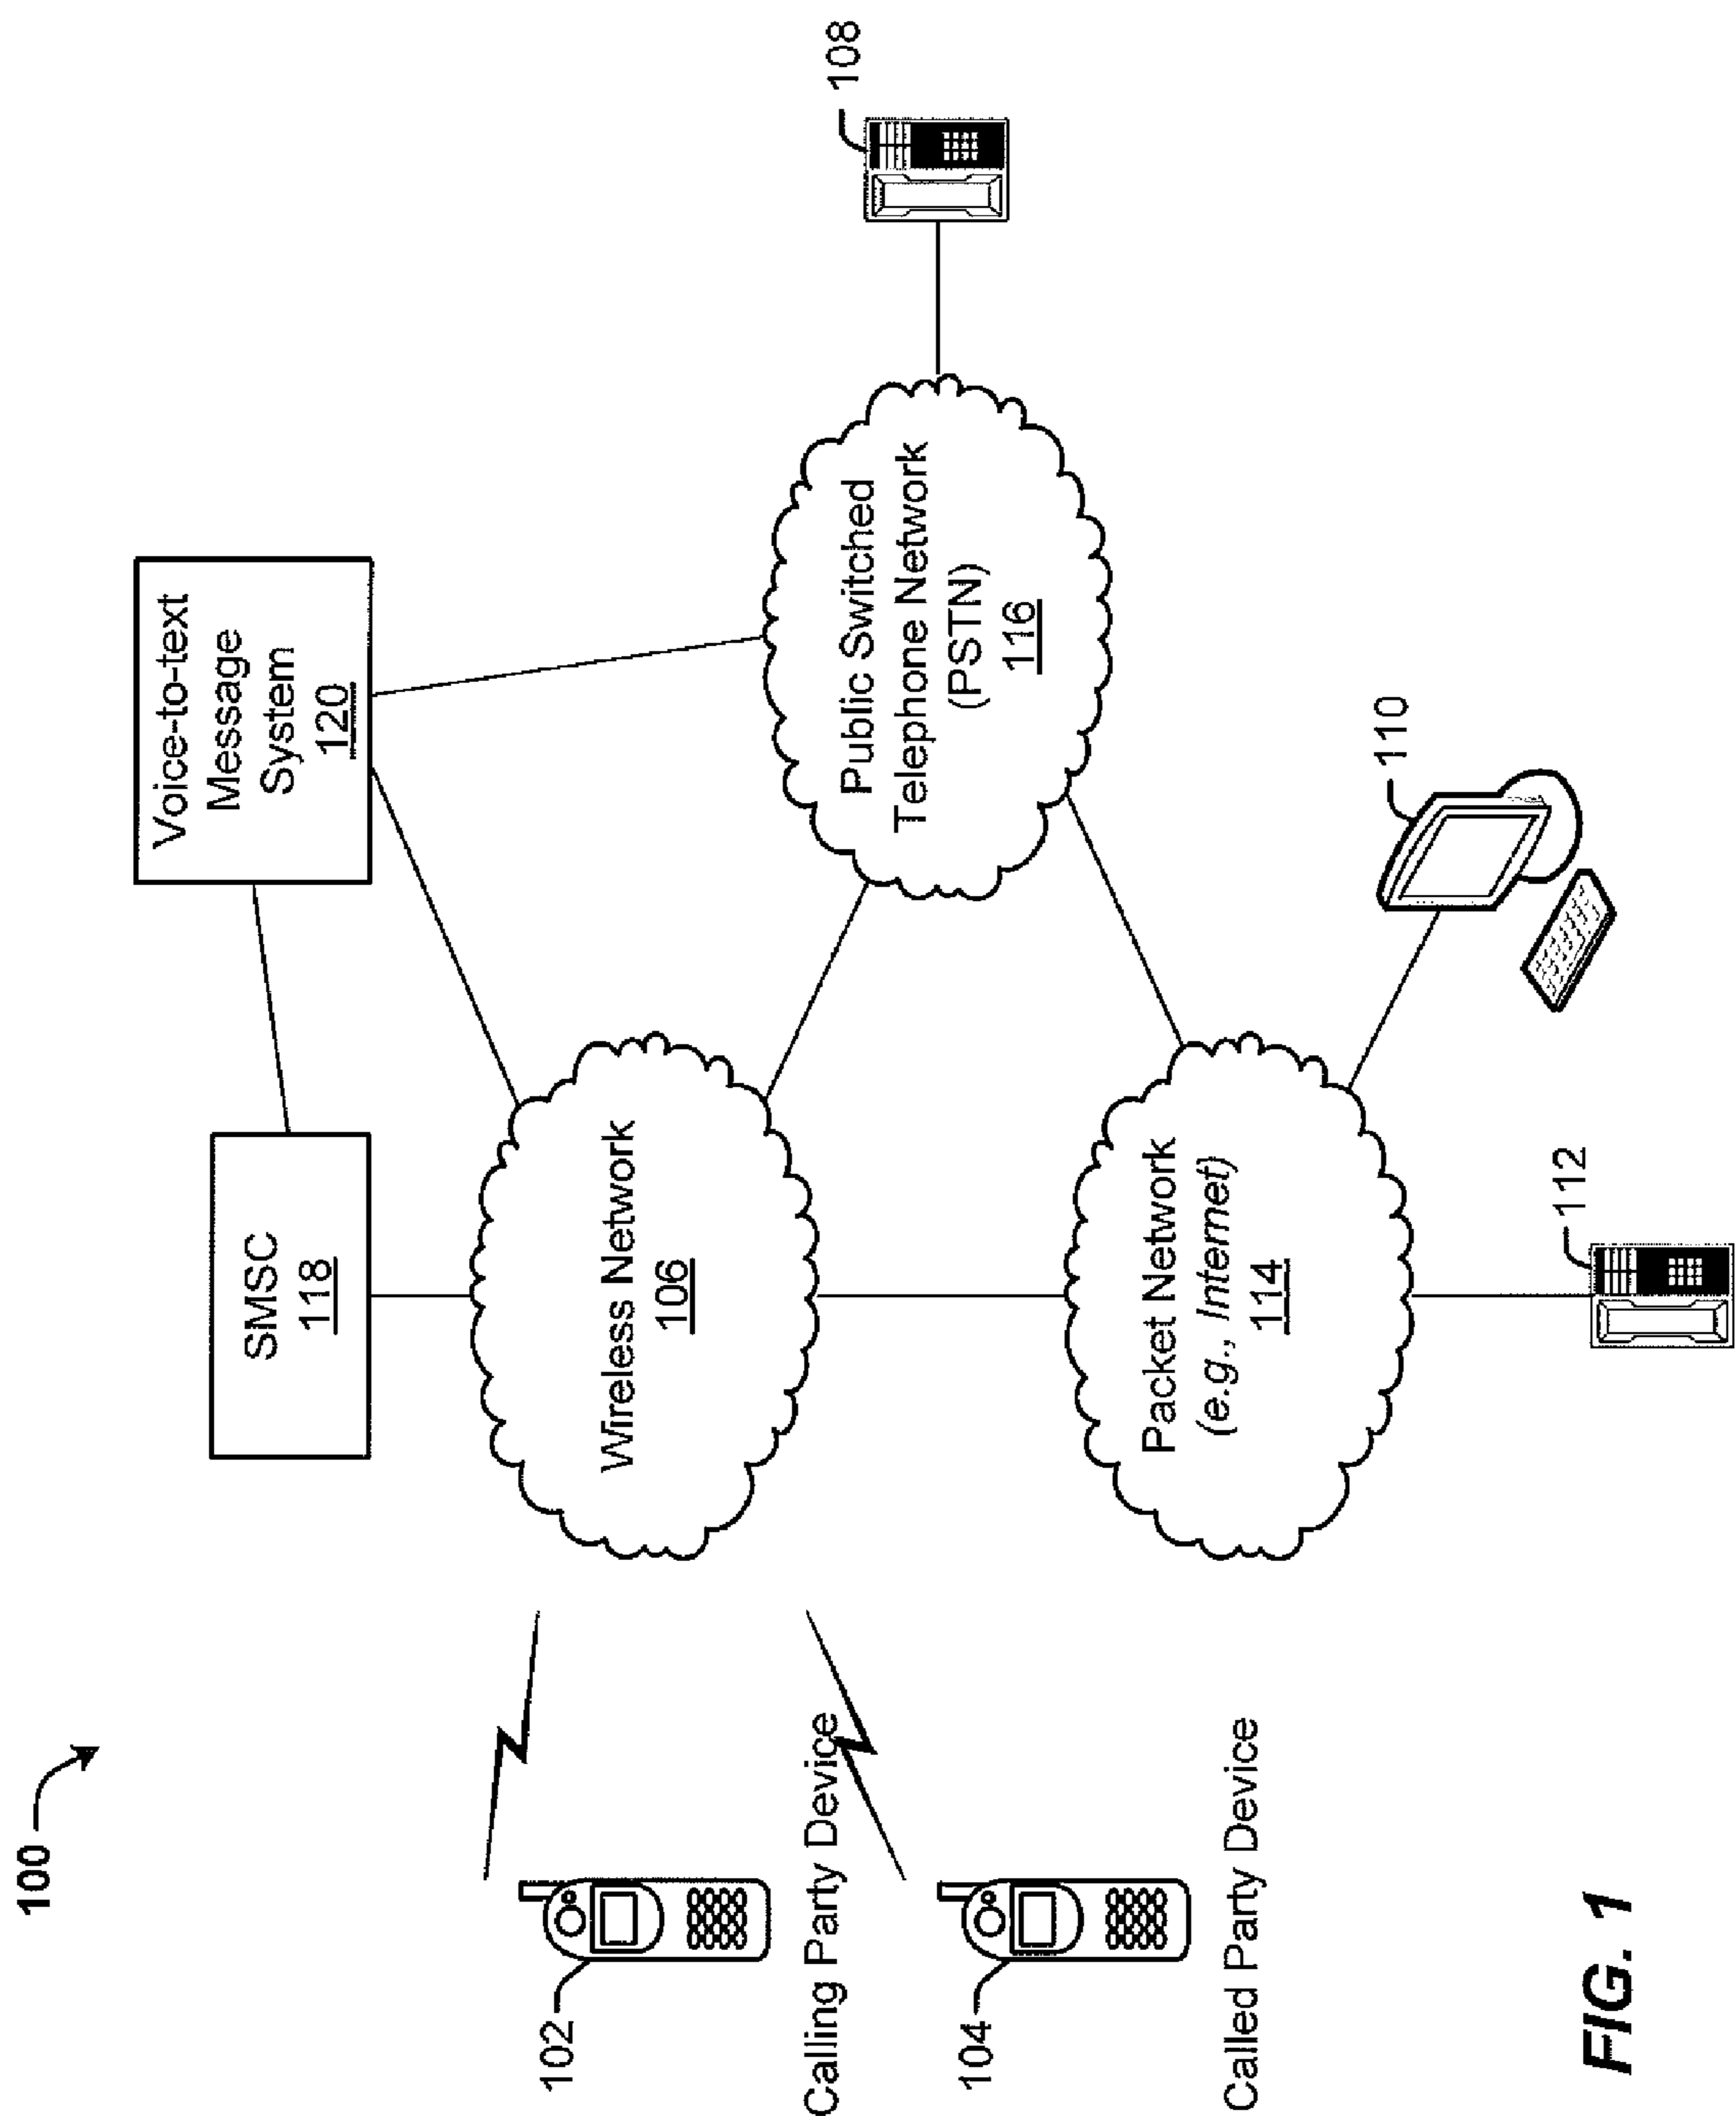 100
SMSC
118
Voice-to-text
Message
System
120
102
Calling Party Device
Wireless Network
106
Public Switched
Telephone Network
(PSTN)
116
108
104
Called Party Device
Packet Network
(e.g., Internet)
114
110
112
FIG. 1